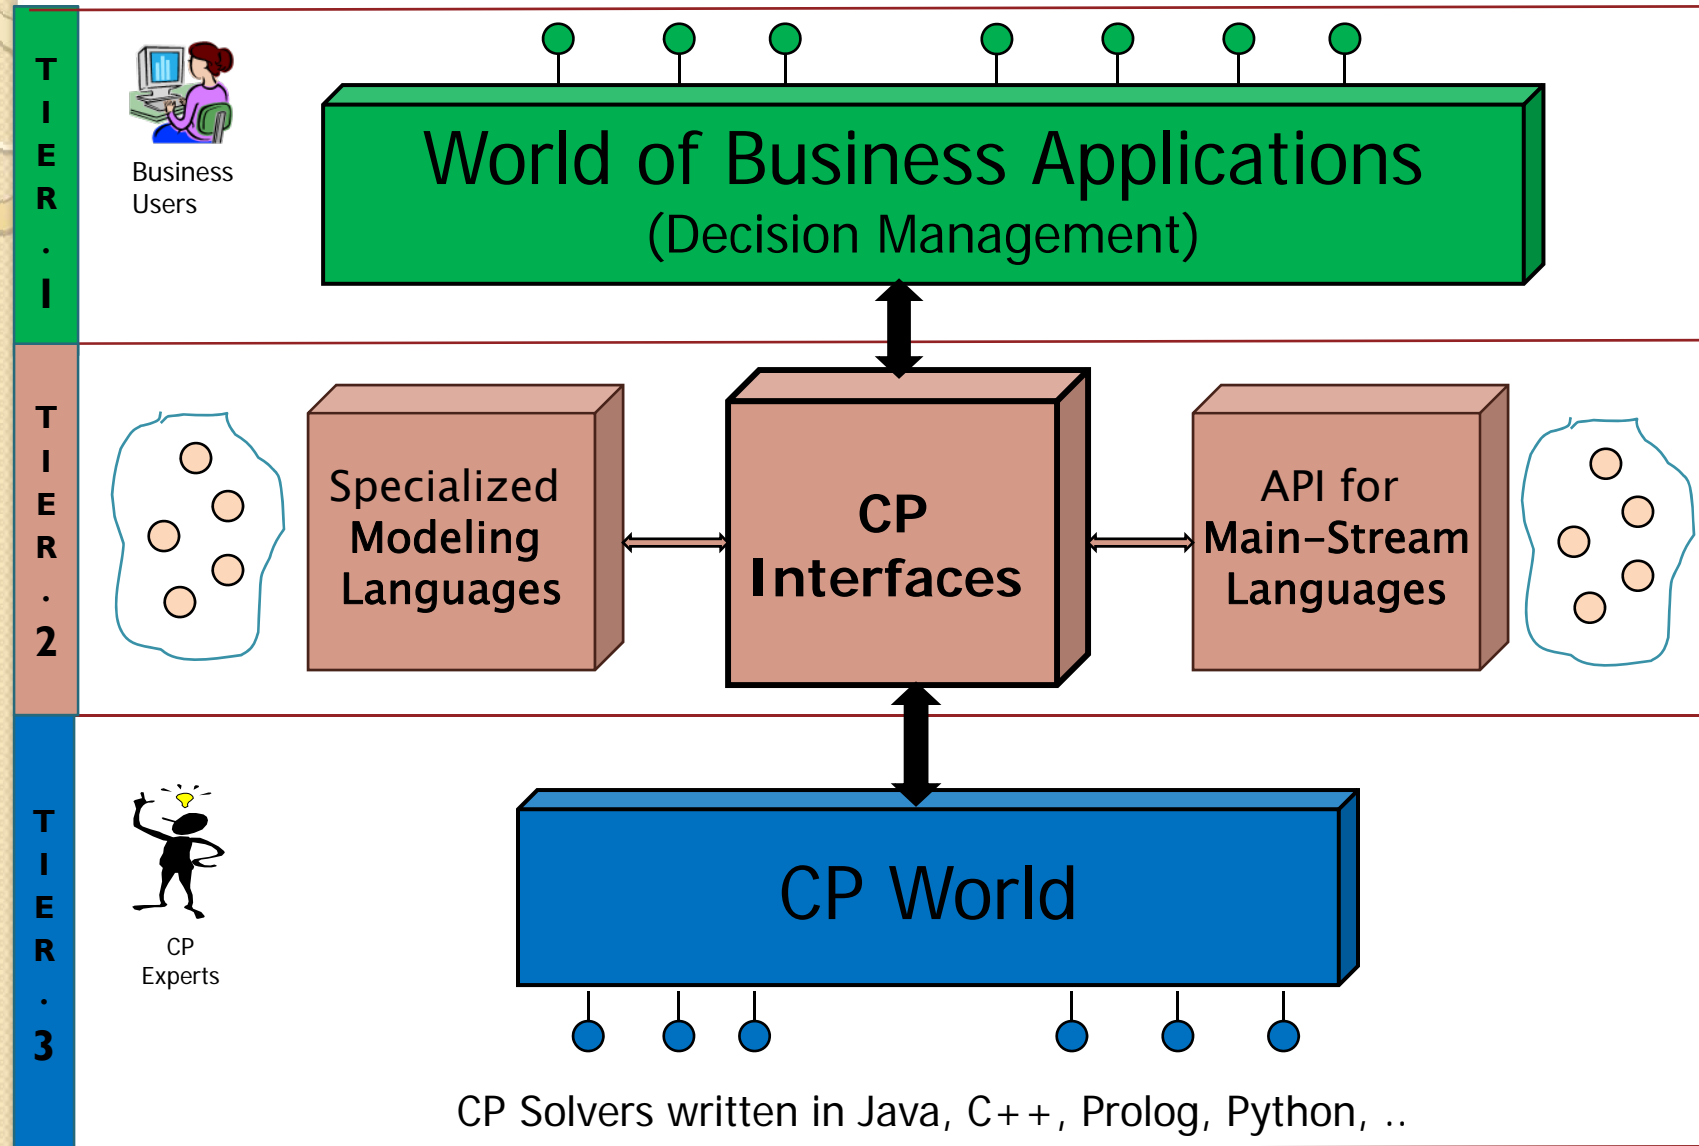 TIER.1
Business
Users
World of Business Applications
(Decision Management)
TIER.2
Specialized
Modeling
Languages
CP
Interfaces
API for
Main-Stream
Languages
TIER.3
CP
Experts
CP World
CP Solvers written in Java, C++, Prolog, Python, ..